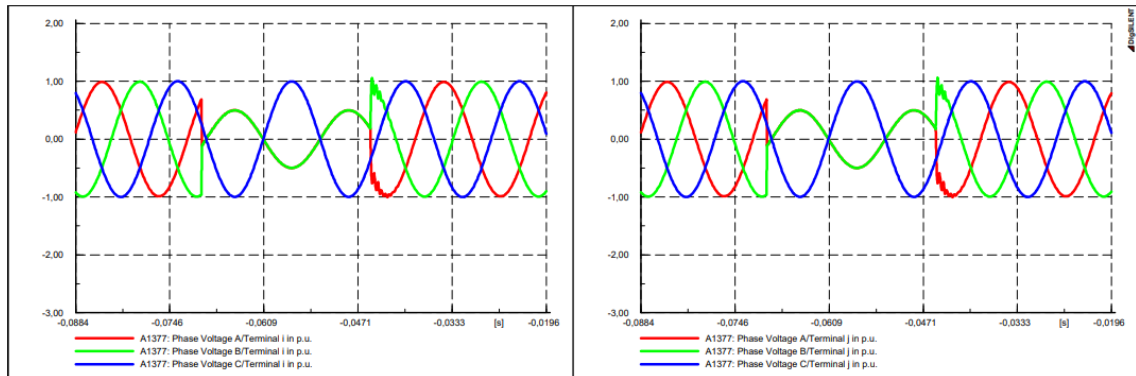 2,00
1,00
0,00
-1,00
-2,00
-3,00
-0,0884 -0,0746 -0,0609 -0,0471 -0,0333 [s] -0,0196
A1377: Phase Voltage A/Terminal i in p.u.
A1377: Phase Voltage B/Terminal i in p.u.
A1377: Phase Voltage C/Terminal i in p.u.
2,00
1,00
0,00
-1,00
-2,00
-3,00
-0,0884 -0,0746 -0,0609 -0,0471 -0,0333 [s] -0,0196
A1377: Phase Voltage A/Terminal j in p.u.
A1377: Phase Voltage B/Terminal j in p.u.
A1377: Phase Voltage C/Terminal j in p.u.
DIgSILENT